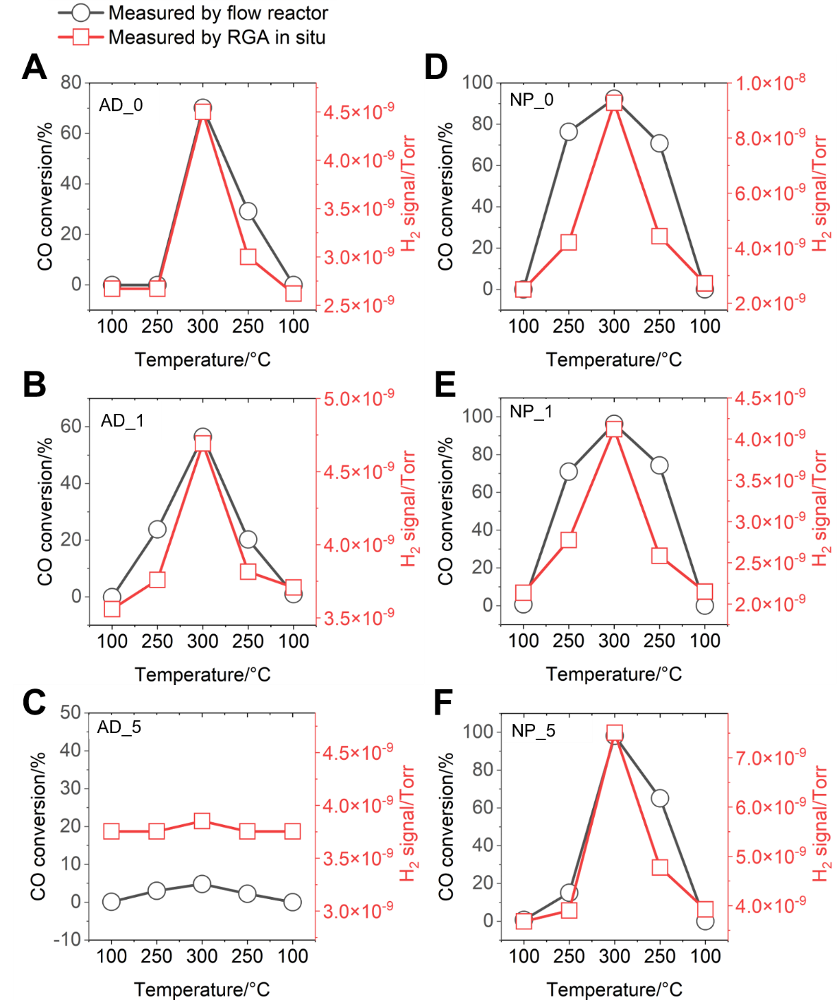 Measured by flow reactor
Measured by RGA in situ
A
AD_0
80
60
40
20
0
CO conversion/%
4.5×10⁻⁹
4.0×10⁻⁹
3.5×10⁻⁹
3.0×10⁻⁹
2.5×10⁻⁹
H₂ signal/Torr
100 250 300 250 100
Temperature/°C
D
NP_0
100
80
60
40
20
0
CO conversion/%
1.0×10⁻⁸
8.0×10⁻⁹
6.0×10⁻⁹
4.0×10⁻⁹
2.0×10⁻⁹
H₂ signal/Torr
100 250 300 250 100
Temperature/°C
B
AD_1
60
40
20
0
CO conversion/%
5.0×10⁻⁹
4.5×10⁻⁹
4.0×10⁻⁹
3.5×10⁻⁹
H₂ signal/Torr
100 250 300 250 100
Temperature/°C
E
NP_1
100
80
60
40
20
0
CO conversion/%
4.5×10⁻⁹
4.0×10⁻⁹
3.5×10⁻⁹
3.0×10⁻⁹
2.5×10⁻⁹
2.0×10⁻⁹
H₂ signal/Torr
100 250 300 250 100
Temperature/°C
C
AD_5
50
40
30
20
10
0
-10
CO conversion/%
4.5×10⁻⁹
4.0×10⁻⁹
3.5×10⁻⁹
3.0×10⁻⁹
H₂ signal/Torr
100 250 300 250 100
Temperature/°C
F
NP_5
100
80
60
40
20
0
CO conversion/%
7.0×10⁻⁹
6.0×10⁻⁹
5.0×10⁻⁹
4.0×10⁻⁹
H₂ signal/Torr
100 250 300 250 100
Temperature/°C